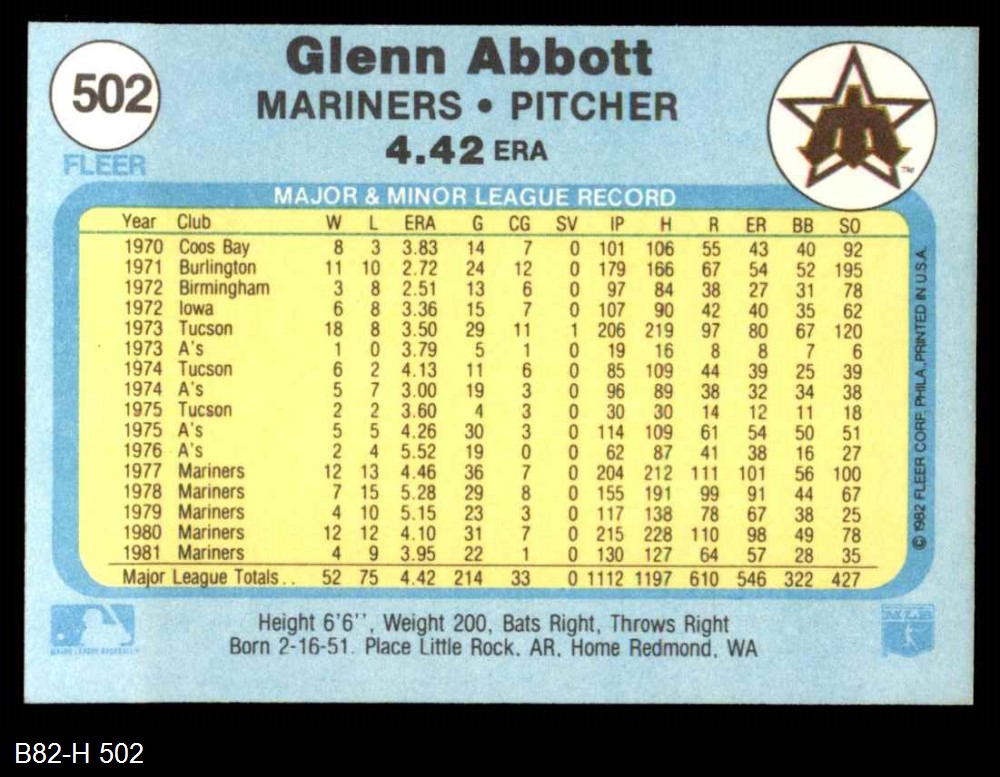 502
Glenn Abbott
MARINERS • PITCHER
4.42 ERA
FLEER
TM
MAJOR & MINOR LEAGUE RECORD
Year Club W L ERA G CG SV IP H R ER BB SO
1970 Coos Bay 8 3 3.83 14 7 0 101 106 55 43 40 92
1971 Burlington 11 10 2.72 24 12 0 179 166 67 54 52 195
1972 Birmingham 3 8 2.51 13 6 0 97 84 38 27 31 78
1972 Iowa 6 8 3.36 15 7 0 107 90 42 40 35 62
1973 Tucson 18 8 3.50 29 11 1 206 219 97 80 67 120
1973 A's 1 0 3.79 5 1 0 19 16 8 8 7 6
1974 Tucson 6 2 4.13 11 6 0 85 109 44 39 25 39
1974 A's 5 7 3.00 19 3 0 96 89 38 32 34 38
1975 Tucson 2 2 3.60 4 3 0 30 30 14 12 11 18
1975 A's 5 5 4.26 30 3 0 114 109 61 54 50 51
1976 A's 2 4 5.52 19 0 0 62 87 41 38 16 27
1977 Mariners 12 13 4.46 36 7 0 204 212 111 101 56 100
1978 Mariners 7 15 5.28 29 8 0 155 191 99 91 44 67
1979 Mariners 4 10 5.15 23 3 0 117 138 78 67 38 25
1980 Mariners 12 12 4.10 31 7 0 215 228 110 98 49 78
1981 Mariners 4 9 3.95 22 1 0 130 127 64 57 28 35
Major League Totals.. 52 75 4.42 214 33 0 1112 1197 610 546 322 427
© 1982 FLEER CORP. PHILA., PRINTED IN U.S.A.
Height 6'6'', Weight 200, Bats Right, Throws Right
Born 2-16-51. Place Little Rock, AR, Home Redmond, WA
MAJOR LEAGUE BASEBALL
B82-H 502